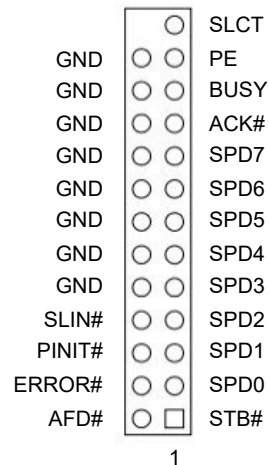 SLCT
GND PE
GND BUSY
GND ACK#
GND SPD7
GND SPD6
GND SPD5
GND SPD4
GND SPD3
SLIN# SPD2
PINIT# SPD1
ERROR# SPD0
AFD# STB#
1